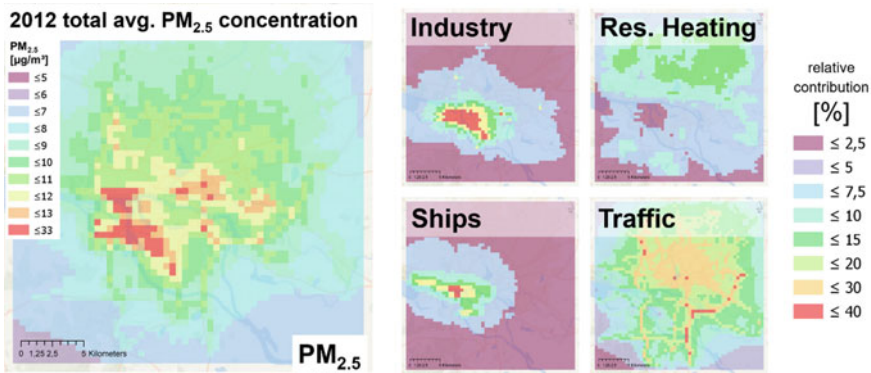 2012 total avg. PM₂.₅ concentration
PM₂.₅
[µg/m³]
≤5
≤6
≤7
≤8
≤9
≤10
≤11
≤12
≤13
≤33
0 1,25 2,5 5 Kilometers
PM₂.₅
Industry
Res. Heating
Ships
Traffic
relative
contribution
[%]
≤ 2,5
≤ 5
≤ 7,5
≤ 10
≤ 15
≤ 20
≤ 30
≤ 40